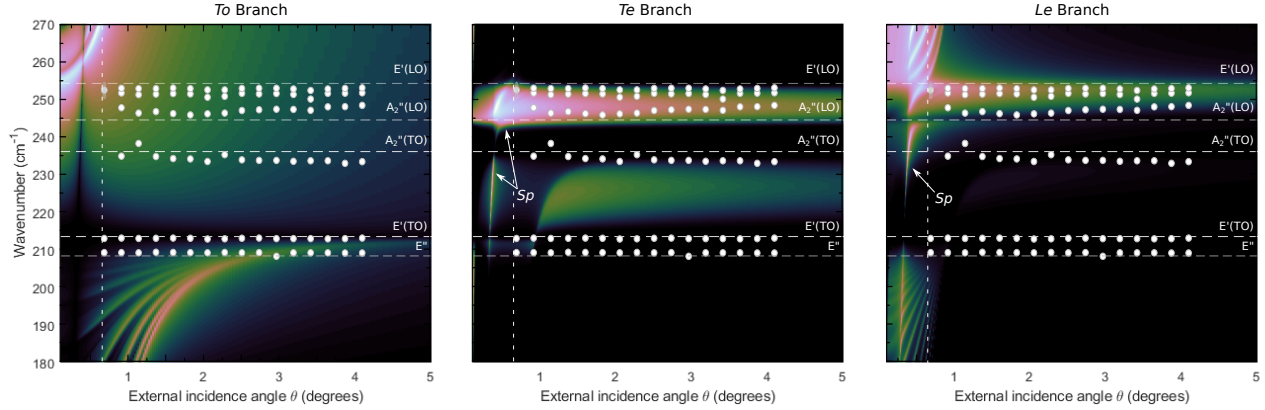 To Branch
Te Branch
Le Branch
270
260
250
240
230
220
210
200
190
180
Wavenumber (cm-1)
E'(LO)
A2"(LO)
A2"(TO)
E'(TO)
E"
1 2 3 4 5
External incidence angle θ (degrees)
E'(LO)
A2"(LO)
A2"(TO)
Sp
E'(TO)
E"
1 2 3 4 5
External incidence angle θ (degrees)
E'(LO)
A2"(LO)
A2"(TO)
Sp
E'(TO)
E"
1 2 3 4 5
External incidence angle θ (degrees)